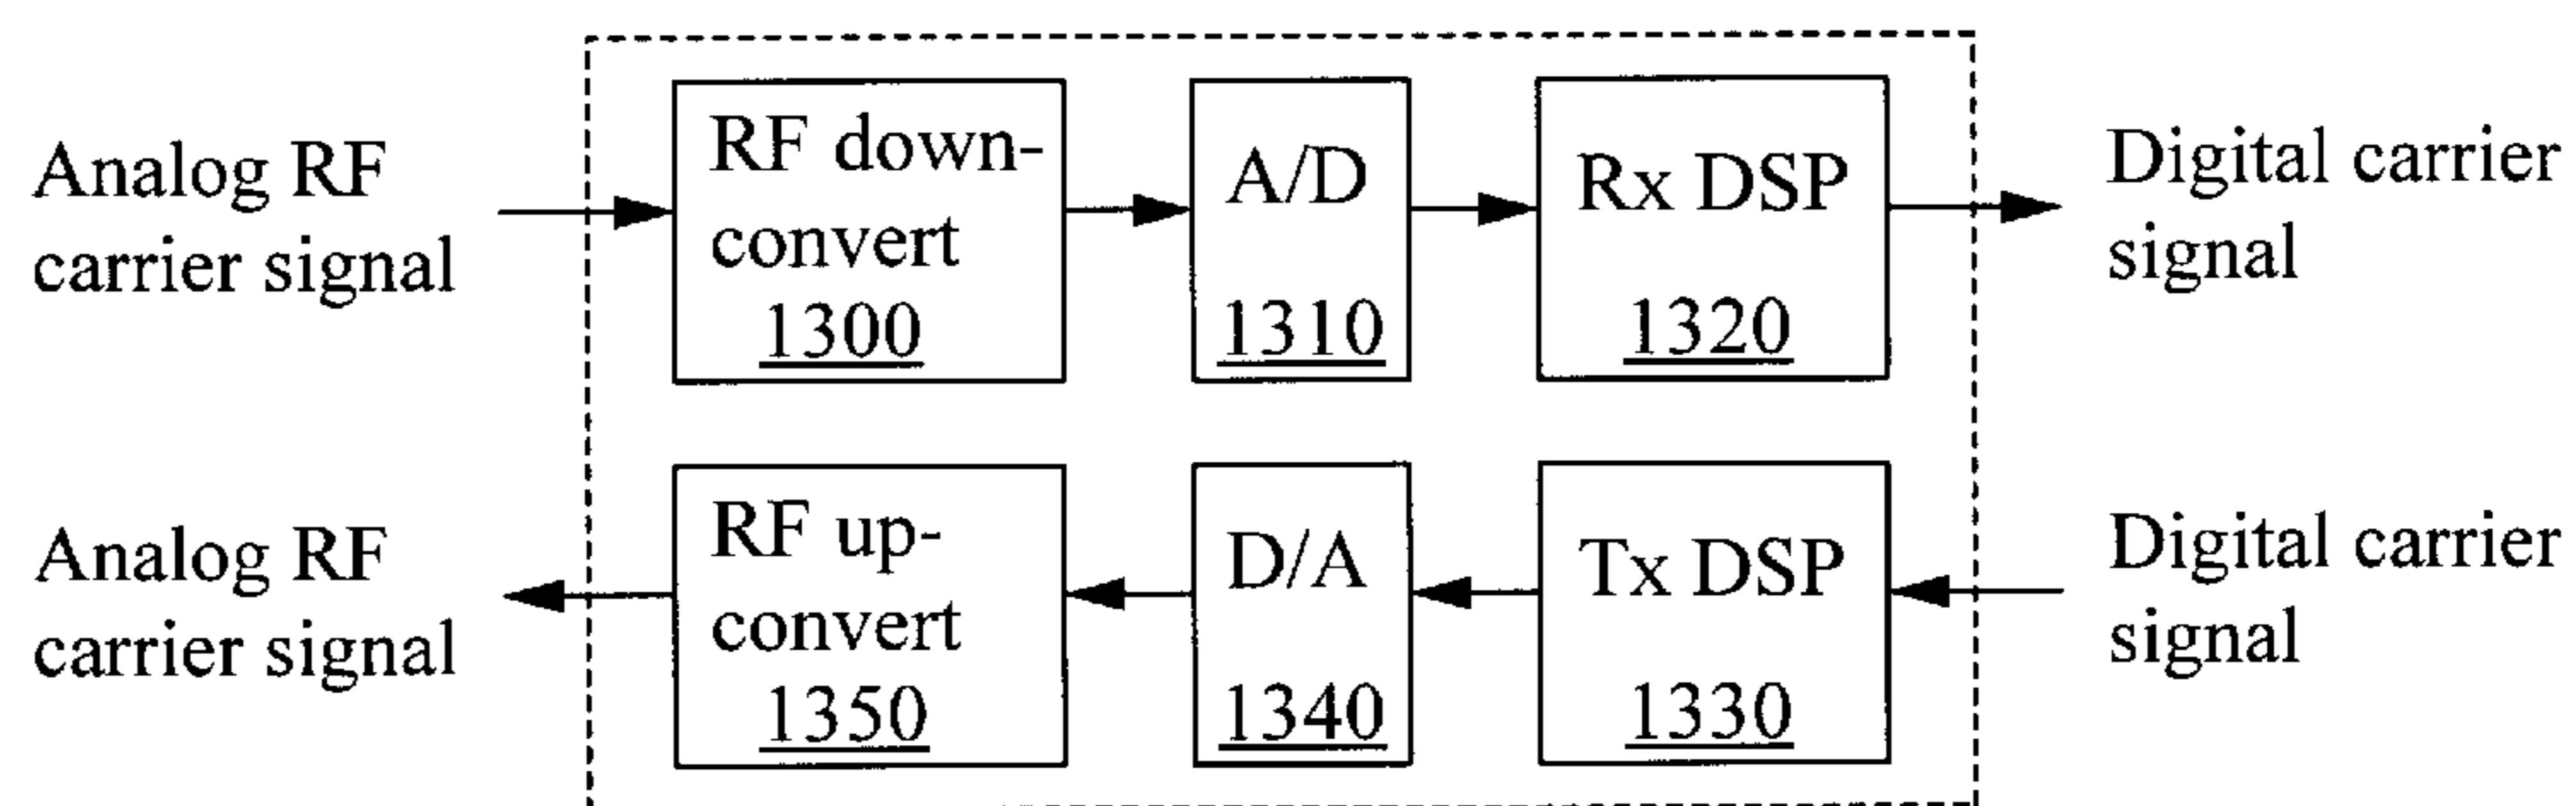 Analog RF
carrier signal
RF down-
convert
1300
A/D
1310
Rx DSP
1320
Digital carrier
signal
Analog RF
carrier signal
RF up-
convert
1350
D/A
1340
Tx DSP
1330
Digital carrier
signal